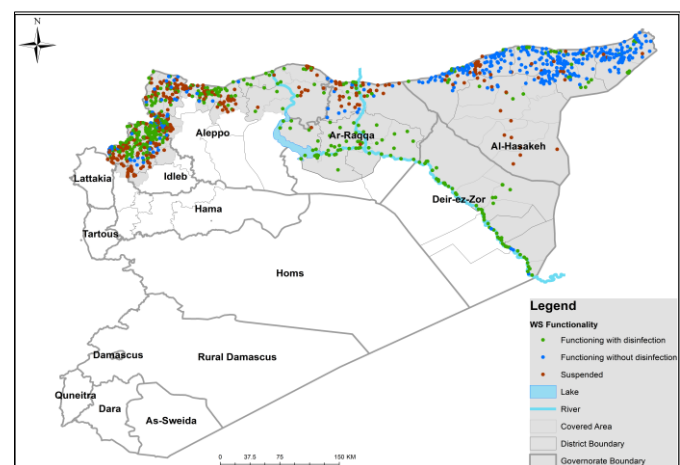 N
Aleppo
Ar-Raqqa
Al-Hasakeh
Lattakia
Idleb
Deir-ez-Zor
Hama
Tartous
Homs
Damascus
Rural Damascus
Quneitra
Dara
As-Sweida
0 37.5 75 150 KM
Legend
WS Functionality
Functioning with disinfection
Functioning without disinfection
Suspended
Lake
River
Covered Area
District Boundary
Governorate Boundary